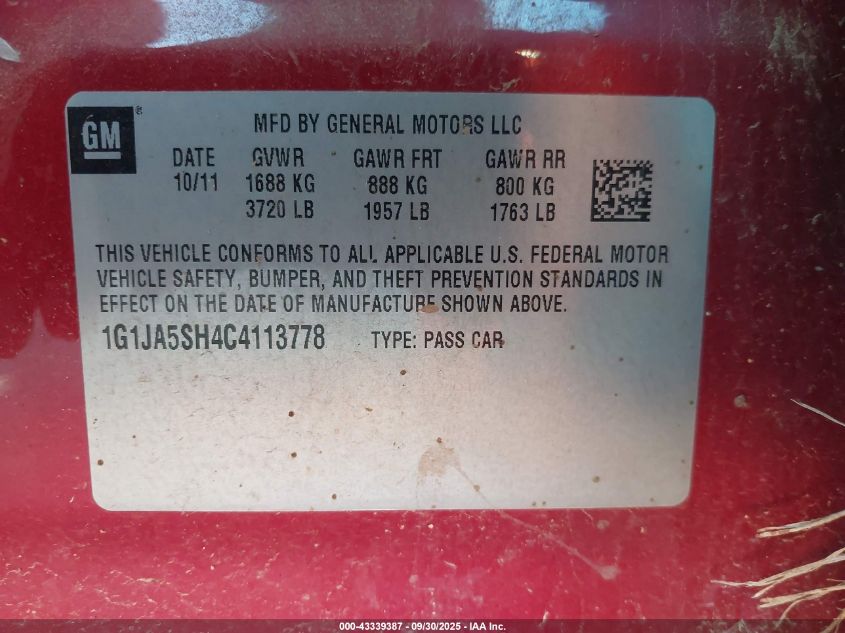 GM®
MFD BY GENERAL MOTORS LLC
DATE GVWR GAWR FRT GAWR RR
10/11 1688 KG 888 KG 800 KG
3720 LB 1957 LB 1763 LB
THIS VEHICLE CONFORMS TO ALL APPLICABLE U.S. FEDERAL MOTOR
VEHICLE SAFETY, BUMPER, AND THEFT PREVENTION STANDARDS IN
EFFECT ON THE DATE OF MANUFACTURE SHOWN ABOVE.
1G1JA5SH4C4113778 TYPE: PASS CAR
000-43339387 - 09/30/2025 - IAA Inc.